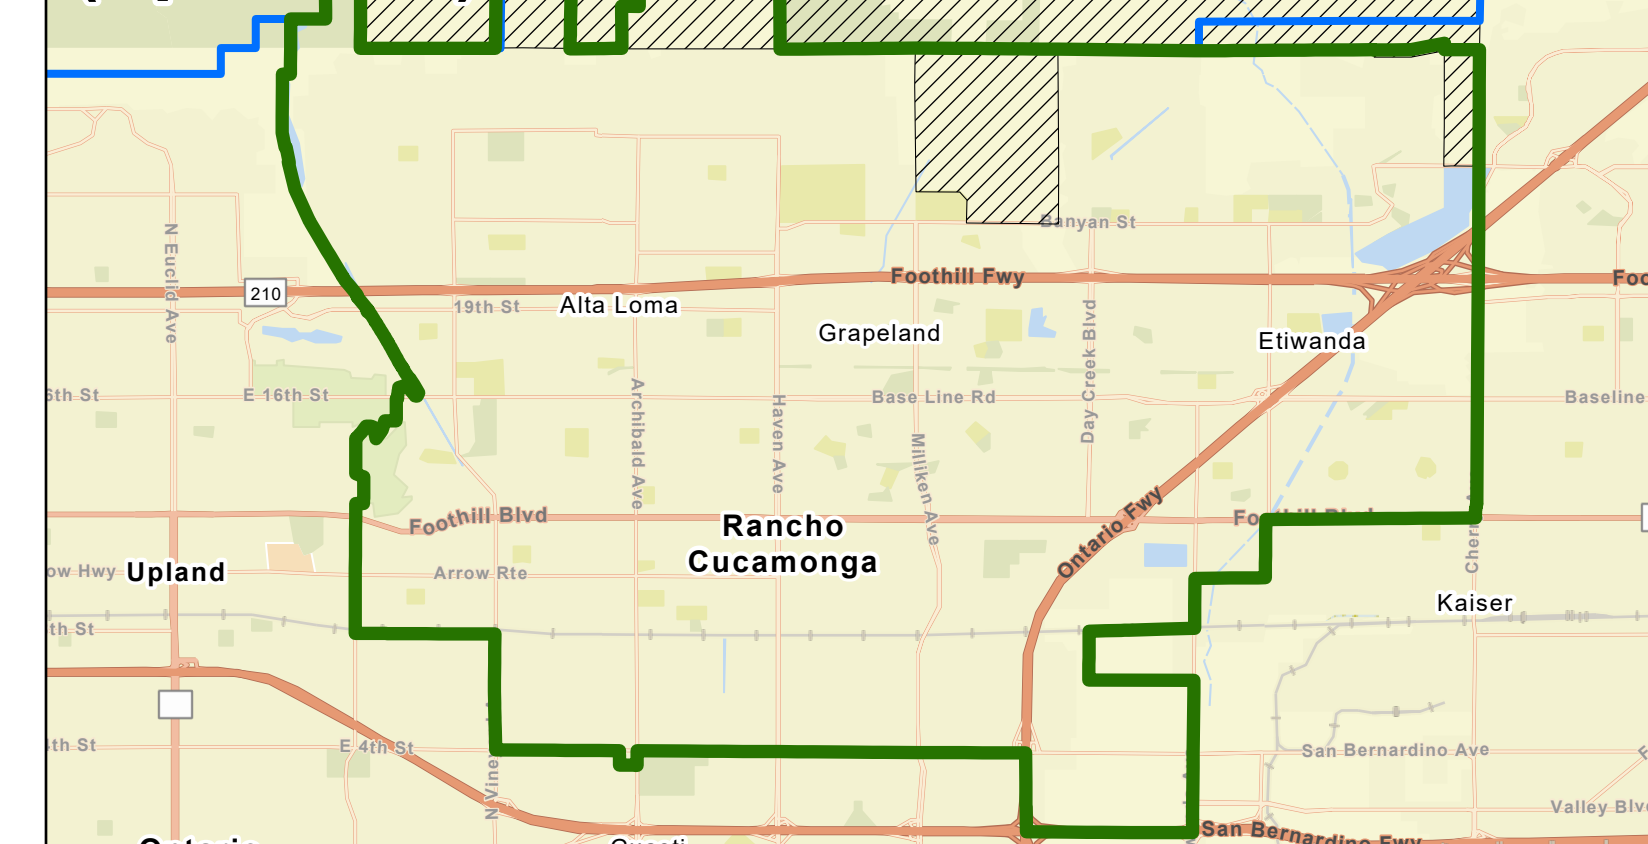 Banyan St
N Euclid Ave
Foothill Fwy
210
19th St
Alta Loma
Grapeland
Etiwanda
Day Creek Blvd
E 16th St
Base Line Rd
Baseline
Archibald Ave
Haven Ave
Milliken Ave
Foothill Blvd
Rancho
Cucamonga
Ontario Fwy
Upland
Arrow Rte
Kaiser
E 4th St
San Bernardino Ave
Valley Blv
San Bernardino Fwy